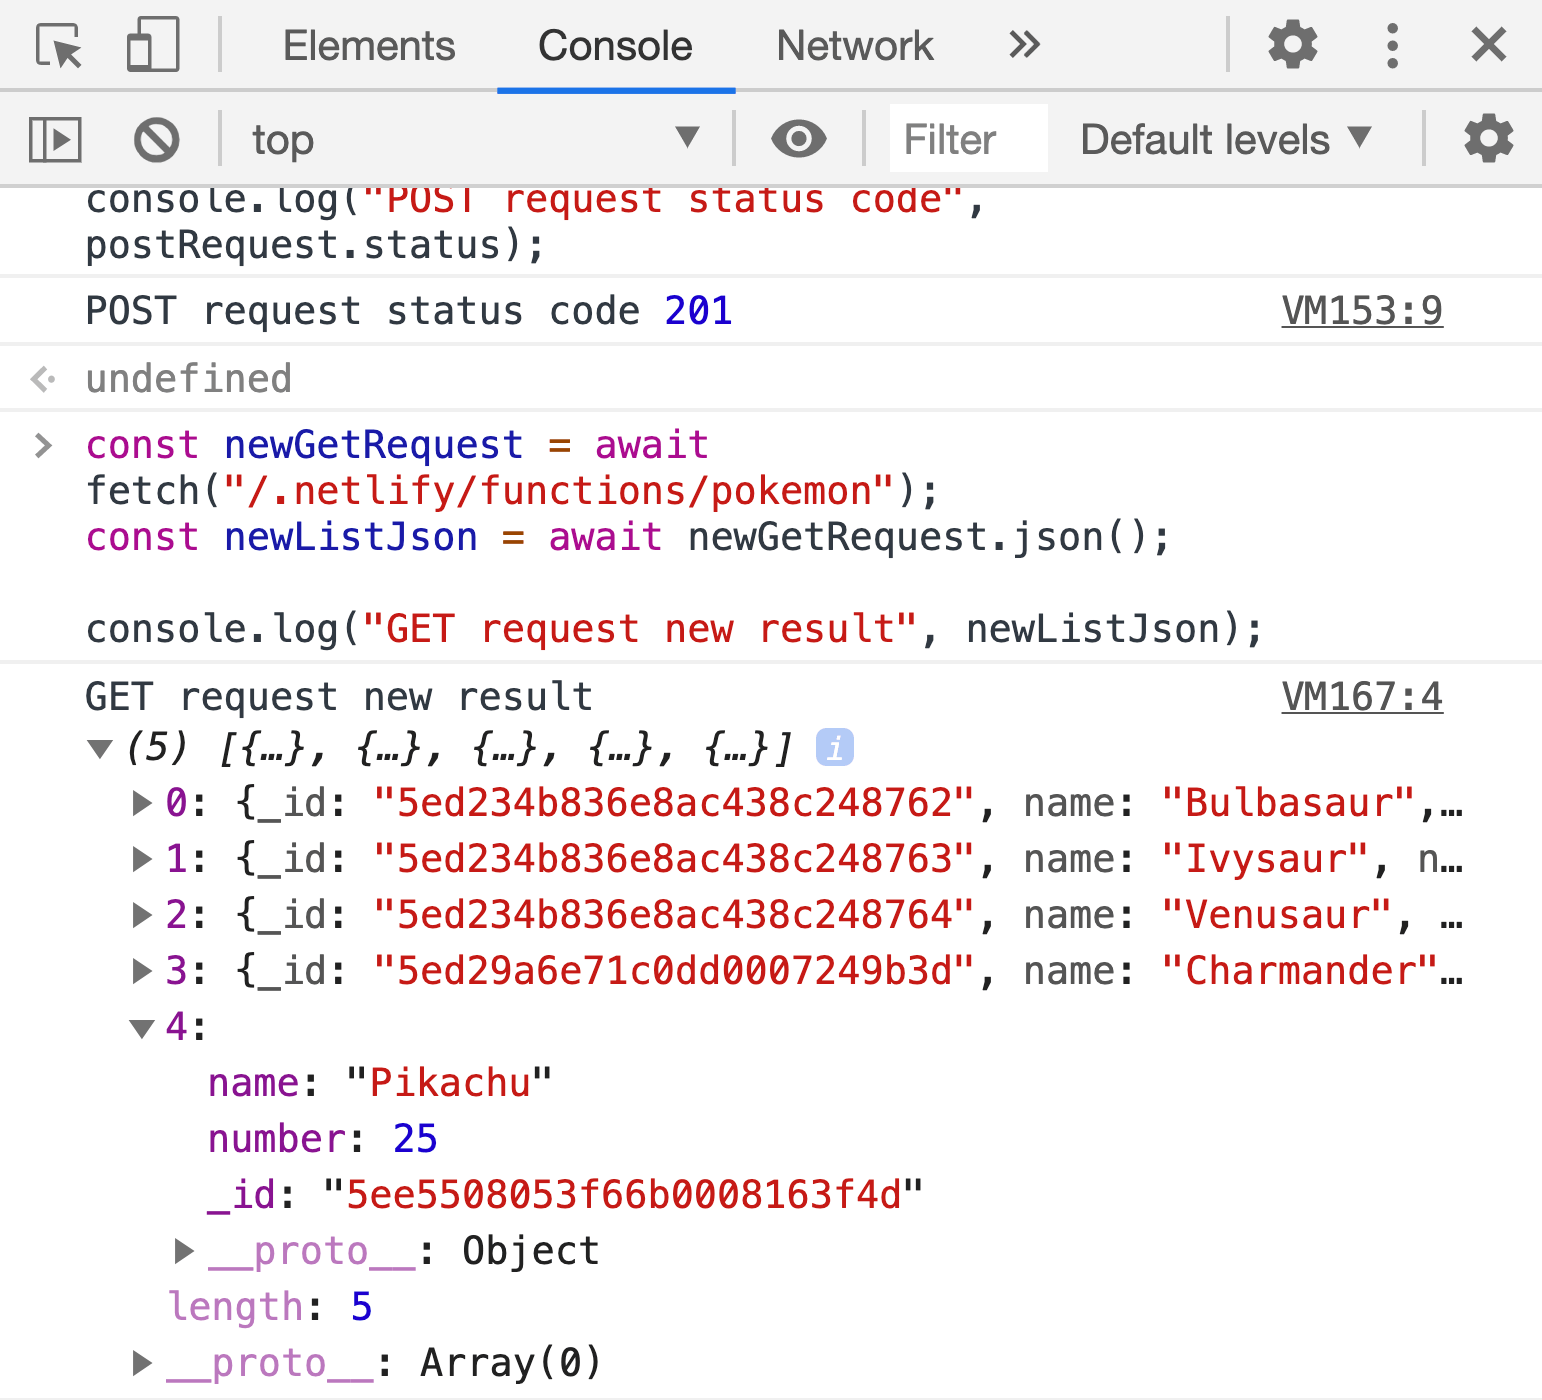 Elements Console Network »
top Filter Default levels
console.log("POST request status code",
postRequest.status);
POST request status code 201 VM153:9
undefined
const newGetRequest = await
fetch("/.netlify/functions/pokemon");
const newListJson = await newGetRequest.json();
console.log("GET request new result", newListJson);
GET request new result VM167:4
(5) [{…}, {…}, {…}, {…}, {…}] i
0: {_id: "5ed234b836e8ac438c248762", name: "Bulbasaur",…
1: {_id: "5ed234b836e8ac438c248763", name: "Ivysaur", n…
2: {_id: "5ed234b836e8ac438c248764", name: "Venusaur", …
3: {_id: "5ed29a6e71c0dd0007249b3d", name: "Charmander"…
4:
name: "Pikachu"
number: 25
_id: "5ee5508053f66b0008163f4d"
__proto__: Object
length: 5
__proto__: Array(0)